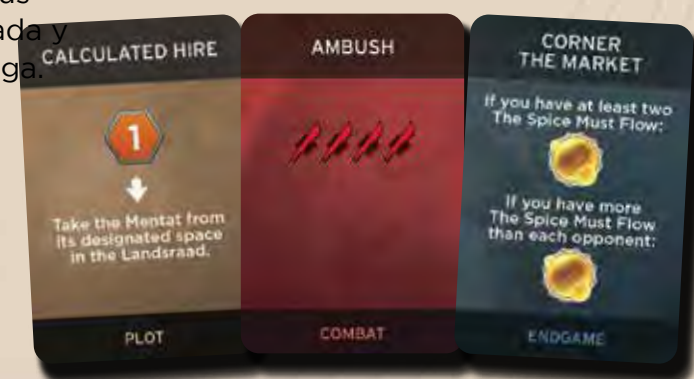 ada y
ga.
CALCULATED HIRE
1
Take the Mentat from
its designated space
in the Landsraad.
PLOT
AMBUSH
COMBAT
CORNER
THE MARKET
If you have at least two
The Spice Must Flow:
If you have more
The Spice Must Flow
than each opponent:
ENDGAME